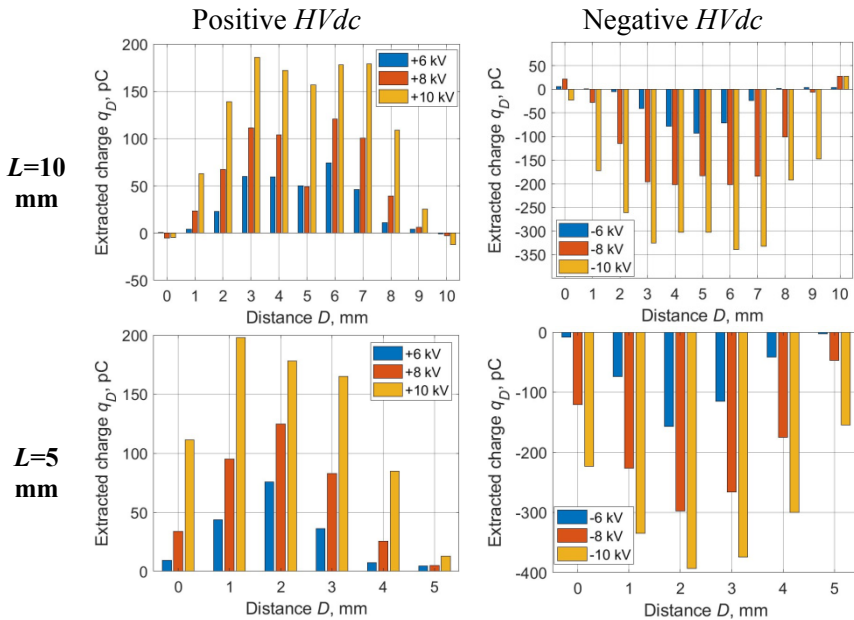 Positive HVdc
Negative HVdc
L=10
mm
Extracted charge qD, pC
200
150
100
50
0
-50
+6 kV
+8 kV
+10 kV
0 1 2 3 4 5 6 7 8 9 10
Distance D, mm
Extracted charge qD, pC
50
0
-50
-100
-150
-200
-250
-300
-350
-6 kV
-8 kV
-10 kV
0 1 2 3 4 5 6 7 8 9 10
Distance D, mm
L=5
mm
Extracted charge qD, pC
200
150
100
50
0
+6 kV
+8 kV
+10 kV
0 1 2 3 4 5
Distance D, mm
Extracted charge qD, pC
0
-100
-200
-300
-400
-6 kV
-8 kV
-10 kV
0 1 2 3 4 5
Distance D, mm